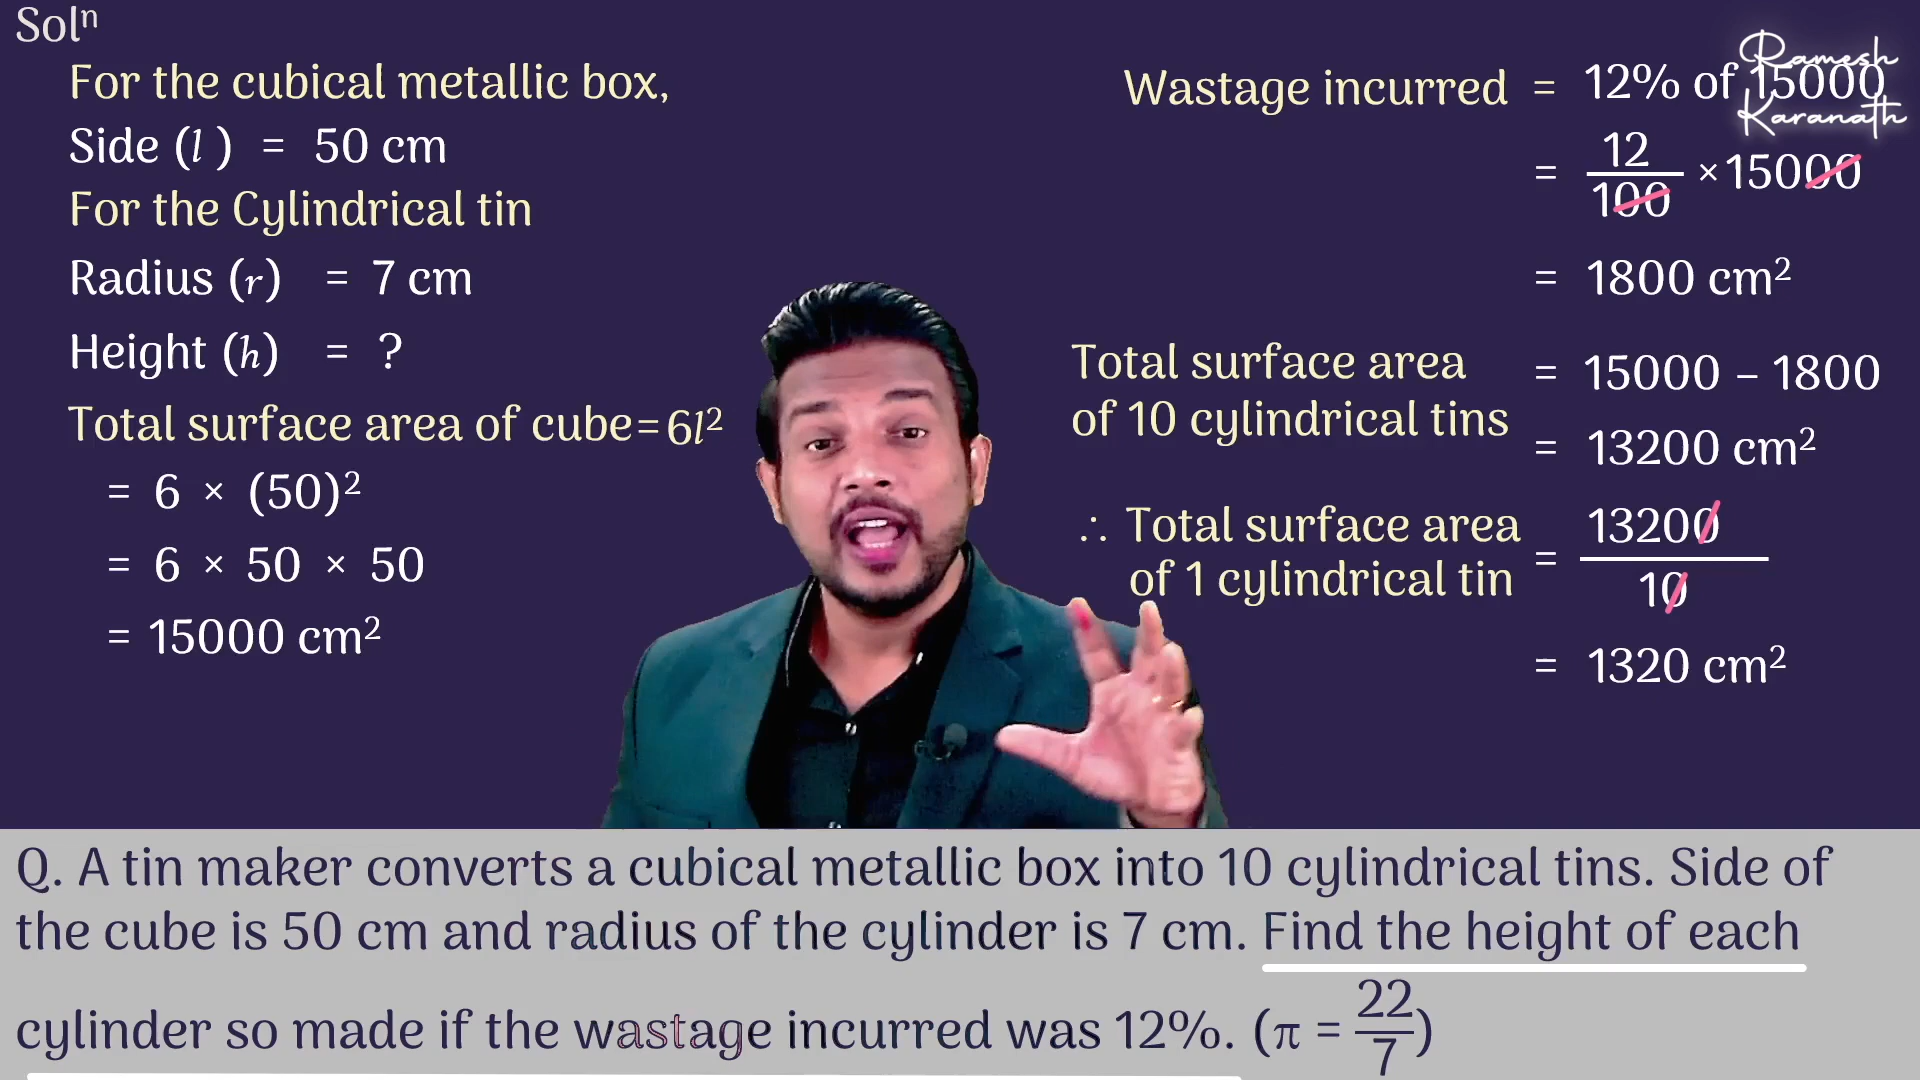 Solⁿ
For the cubical metallic box,
Side (l) = 50 cm
For the Cylindrical tin
Radius (r) = 7 cm
Height (h) = ?
Total surface area of cube = 6l²
= 6 × (50)²
= 6 × 50 × 50
= 15000 cm²
Ramesh
Karanath
Wastage incurred = 12% of 15000
= 12/100 × 15000
= 1800 cm²
Total surface area
of 10 cylindrical tins
= 15000 – 1800
= 13200 cm²
∴ Total surface area
of 1 cylindrical tin
= 13200/10
= 1320 cm²
Q. A tin maker converts a cubical metallic box into 10 cylindrical tins. Side of
the cube is 50 cm and radius of the cylinder is 7 cm. Find the height of each
cylinder so made if the wastage incurred was 12%. (π = 22/7)